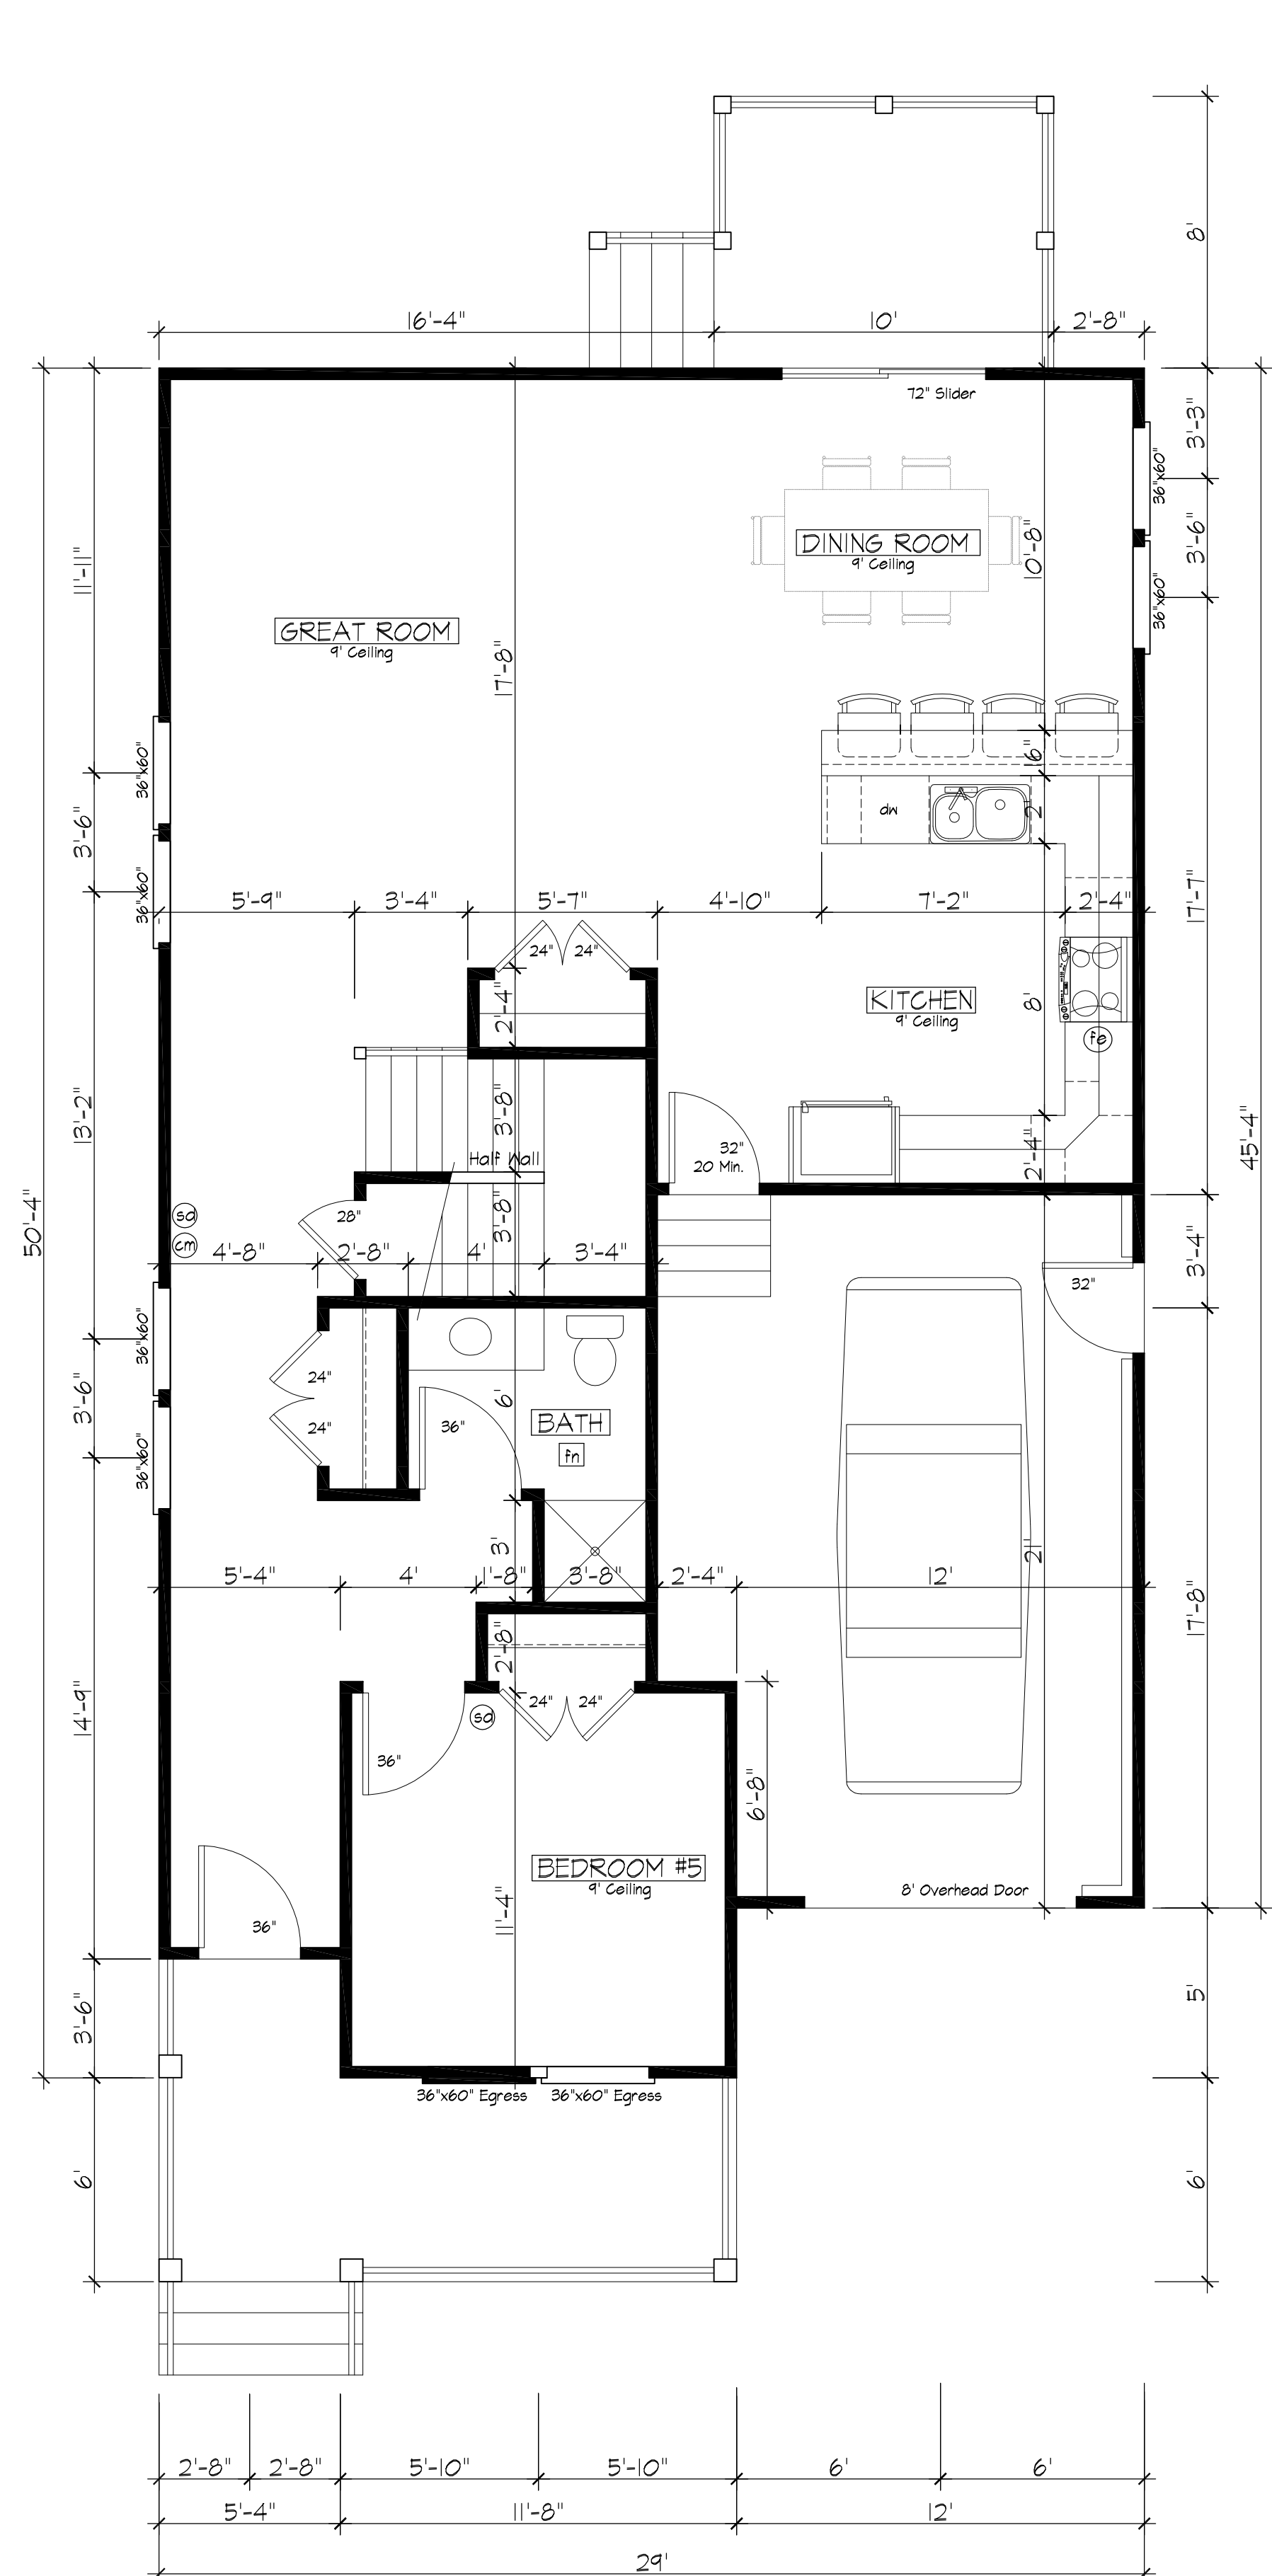 8'
16'-4"
10'
2'-8"
72" Slider
3'-3"
36"x60"
DINING ROOM
9' Ceiling
10'-8"
3'-6"
36"x60"
11'-11"
GREAT ROOM
9' Ceiling
17'-8"
16"
36"x60"
dw
2'
3'-6"
36"x60"
5'-9"
3'-4"
5'-7"
4'-10"
7'-2"
2'-4"
17'-7"
24"
24"
2'-4"
KITCHEN
9' Ceiling
8'
fe
13'-2"
3'-8"
Half Wall
32"
20 Min.
2'-4"
45'-4"
50'-4"
sd
cm
28"
3'-8"
4'-8"
2'-8"
4'
3'-4"
3'-4"
32"
36"x60"
24"
24"
3'-6"
36"
6'
BATH
fn
36"x60"
3'
5'-4"
4'
1'-8"
3'-8"
2'-4"
21'
12'
17'-8"
2'-8"
24"
24"
sd
14'-9"
36"
6'-8"
BEDROOM #5
9' Ceiling
11'-4"
8' Overhead Door
36"
3'-6"
5'
36"x60" Egress
36"x60" Egress
6'
6'
2'-8"
2'-8"
5'-10"
5'-10"
6'
6'
5'-4"
11'-8"
12'
29'